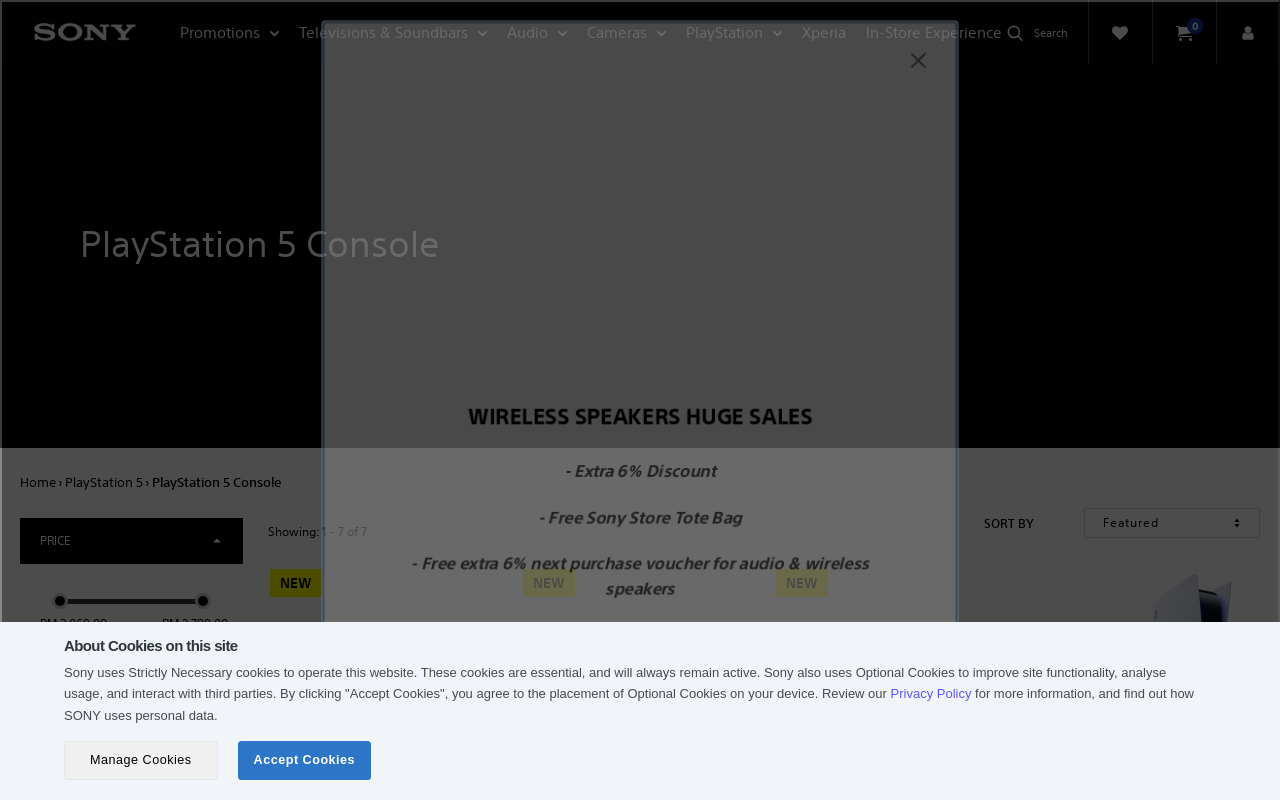 SONY Promotions Televisions & Soundbars Audio Cameras PlayStation Xperia In-Store Experience Search 0
PlayStation 5 Console
WIRELESS SPEAKERS HUGE SALES
- Extra 6% Discount
Home › PlayStation 5 › PlayStation 5 Console
- Free Sony Store Tote Bag
PRICE
Showing: 1 - 7 of 7
SORT BY Featured
- Free extra 6% next purchase voucher for audio & wireless
speakers
NEW NEW NEW
About Cookies on this site
Sony uses Strictly Necessary cookies to operate this website. These cookies are essential, and will always remain active. Sony also uses Optional Cookies to improve site functionality, analyse
usage, and interact with third parties. By clicking "Accept Cookies", you agree to the placement of Optional Cookies on your device. Review our Privacy Policy for more information, and find out how
SONY uses personal data.
Manage Cookies Accept Cookies